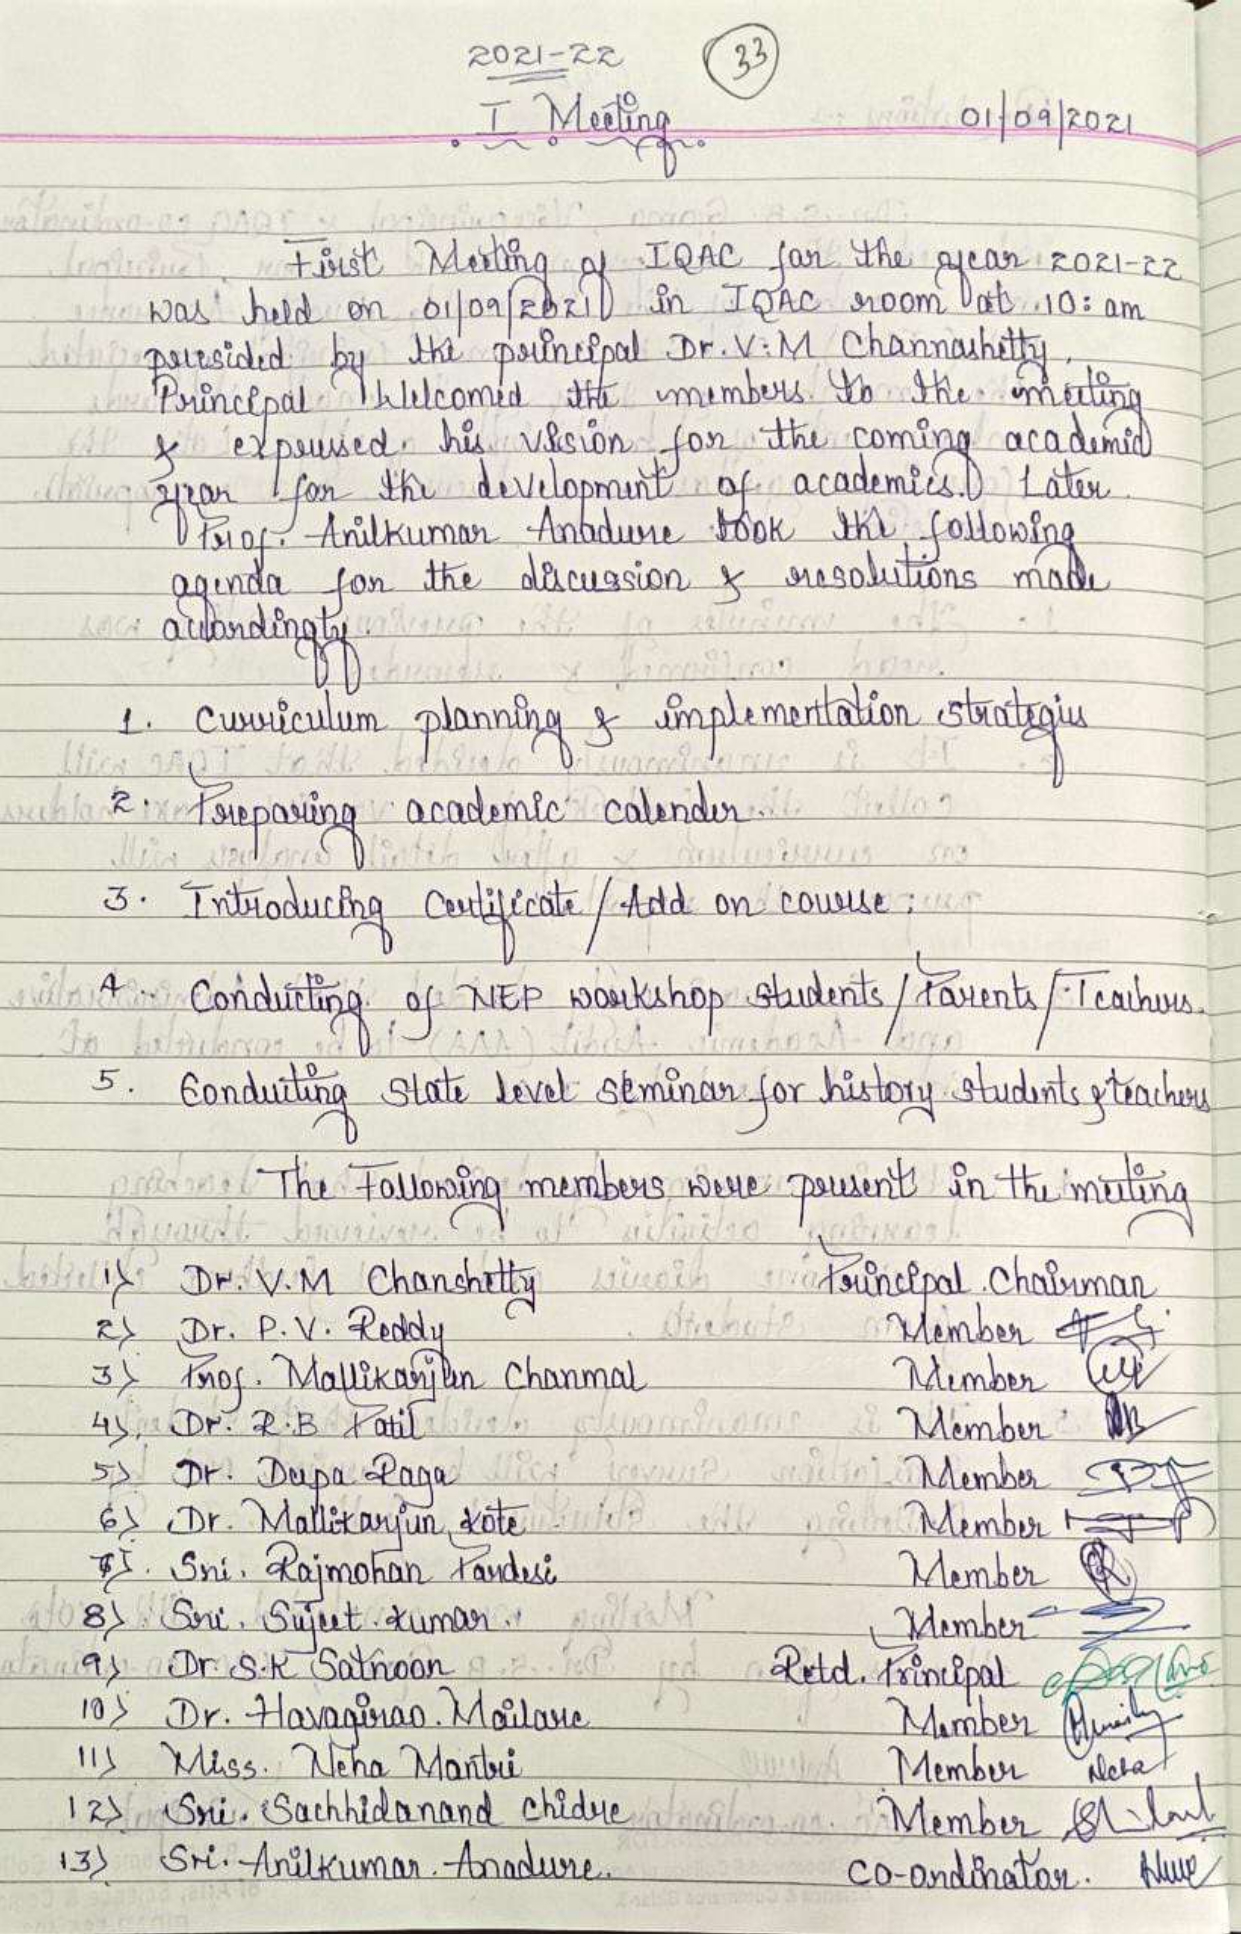 2021-22
33
I Meeting
01/09/2021
First Meeting of IQAC for the year 2021-22
was held on 01/09/2021 in IQAC room at 10: am
presided by the principal Dr. V.M Channashetty.
Principal Welcomed the members to the meeting
& expressed his vision for the coming academic
year for the development of academics. Later
Prof. Anilkumar Anadure took the following
agenda for the discussion & resolutions made
accordingly.
1. Curriculum planning & implementation strategies
2. Preparing academic calender.
3. Introducing Certificate / Add on course.
4. Conducting of NEP workshop students / Parents / Teachers.
5. Conducting State level seminar for history students & teachers
The Following members were present in the meeting
1) Dr. V.M Chanshetty Principal Chairman
2) Dr. P.V. Reddy Member
3) Prof. Mallikarjun Chanmal Member
4) Dr. R.B Patil Member
5) Dr. Dupa Raga Member
6) Dr. Mallikarjun Kote Member
7) Sri. Rajmohan Pardesi Member
8) Sri. Sujeet kumar. Member
9) Dr. S.K Satnoor Retd. Principal
10) Dr. Havagirao. Mailare Member
11) Miss. Neha Mantri Member Neha
12) Sri. Sachhidanand Chidre Member
13) Sri. Anilkumar. Anadure. Co-ordinator.